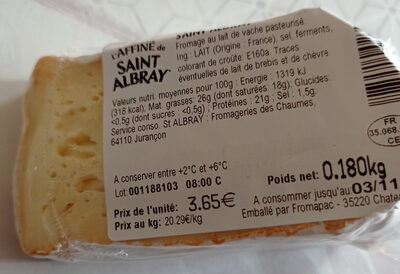 L'AFFINÉ de
SAINT
ALBRAY
SAINT ALBRAY
Fromage au lait de vache pasteurisé.
Ing. LAIT (Origine : France), sel, ferments,
colorant de croûte: E160a. Traces
éventuelles de lait de brebis et de chèvre.
Valeurs nutri. moyennes pour 100g : Energie : 1319 kJ
(318 kcal); Mat. grasses: 26g (dont saturées: 18g). Glucides:
<0,5g (dont sucres : <0,5g) ; Protéines : 21g ; Sel : 1,5g.
Service conso. St ALBRAY : Fromageries des Chaumes,
64110 Jurançon
FR
35.068.
CE
A conserver entre +2°C et +6°C
Lot 001188103 08:00 C
Poids net: 0.180kg
Prix de l'unité: 3.65€
Prix au kg: 20.29€/kg
A consommer jusqu'au
03/11
Emballé par Fromapac - 35220 Chate